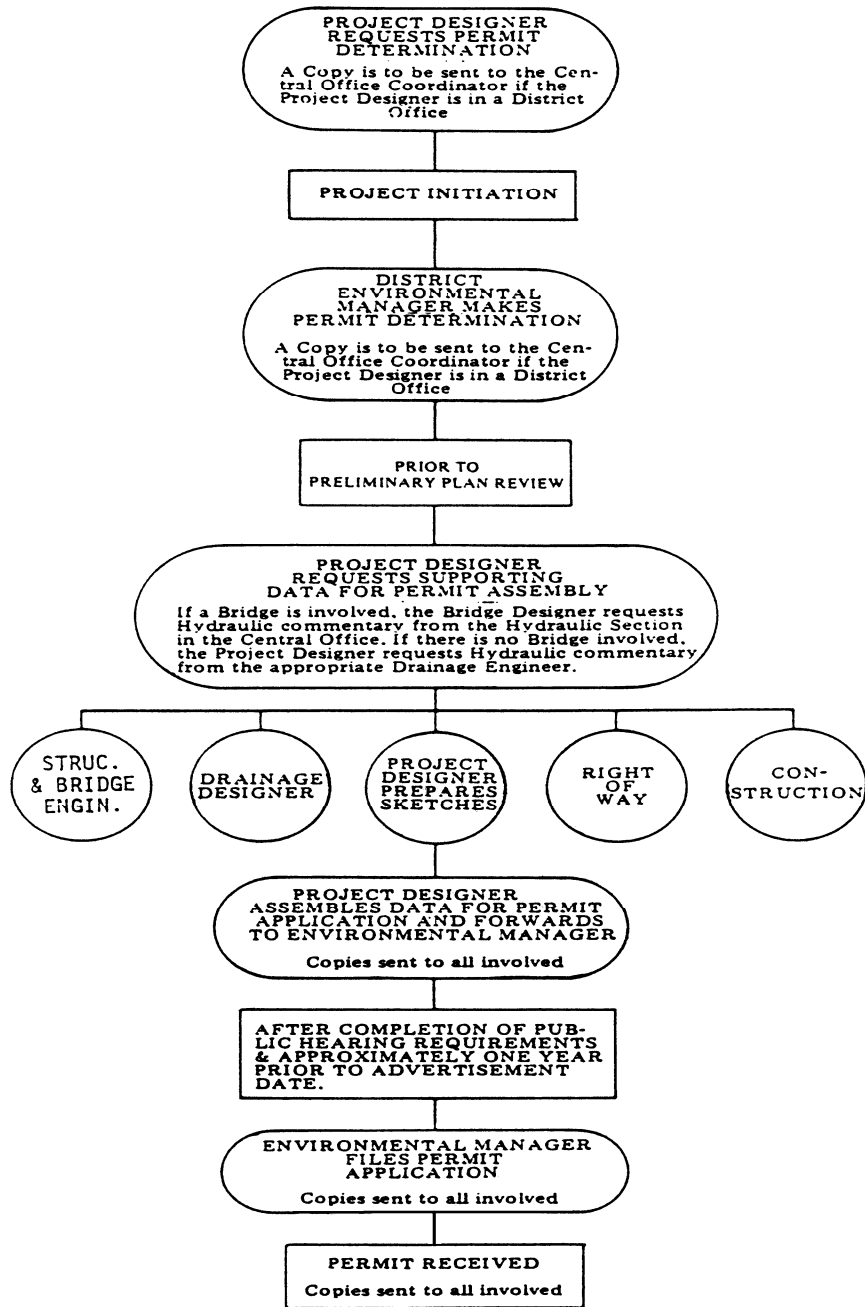 PROJECT DESIGNER
REQUESTS PERMIT
DETERMINATION
A Copy is to be sent to the Cen-
tral Office Coordinator if the
Project Designer is in a District
Office
PROJECT INITIATION
DISTRICT
ENVIRONMENTAL
MANAGER MAKES
PERMIT DETERMINATION
A Copy is to be sent to the Cen-
tral Office Coordinator if the
Project Designer is in a District
Office
PRIOR TO
PRELIMINARY PLAN REVIEW
PROJECT DESIGNER
REQUESTS SUPPORTING
DATA FOR PERMIT ASSEMBLY
If a Bridge is involved, the Bridge Designer requests
Hydraulic commentary from the Hydraulic Section
in the Central Office. If there is no Bridge involved,
the Project Designer requests Hydraulic commentary
from the appropriate Drainage Engineer.
STRUC.
& BRIDGE
ENGIN.
DRAINAGE
DESIGNER
PROJECT
DESIGNER
PREPARES
SKETCHES
RIGHT
OF
WAY
CON-
STRUCTION
PROJECT DESIGNER
ASSEMBLES DATA FOR PERMIT
APPLICATION AND FORWARDS
TO ENVIRONMENTAL MANAGER
Copies sent to all involved
AFTER COMPLETION OF PUB-
LIC HEARING REQUIREMENTS
& APPROXIMATELY ONE YEAR
PRIOR TO ADVERTISEMENT
DATE.
ENVIRONMENTAL MANAGER
FILES PERMIT
APPLICATION
Copies sent to all involved
PERMIT RECEIVED
Copies sent to all involved